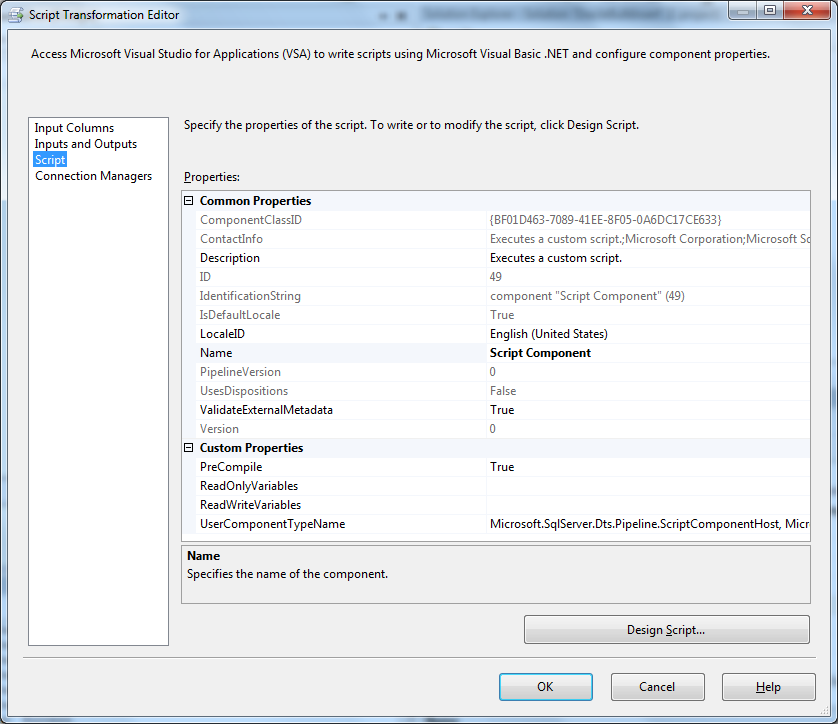 Script Transformation Editor
Access Microsoft Visual Studio for Applications (VSA) to write scripts using Microsoft Visual Basic .NET and configure component properties.
Input Columns
Inputs and Outputs
Script
Connection Managers
Specify the properties of the script. To write or to modify the script, click Design Script.
Properties:
Common Properties
ComponentClassID {BF01D463-7089-41EE-8F05-0A6DC17CE633}
ContactInfo Executes a custom script.;Microsoft Corporation;Microsoft Sc
Description Executes a custom script.
ID 49
IdentificationString component "Script Component" (49)
IsDefaultLocale True
LocaleID English (United States)
Name Script Component
PipelineVersion 0
UsesDispositions False
ValidateExternalMetadata True
Version 0
Custom Properties
PreCompile True
ReadOnlyVariables
ReadWriteVariables
UserComponentTypeName Microsoft.SqlServer.Dts.Pipeline.ScriptComponentHost, Micr
Name
Specifies the name of the component.
Design Script...
OK Cancel Help